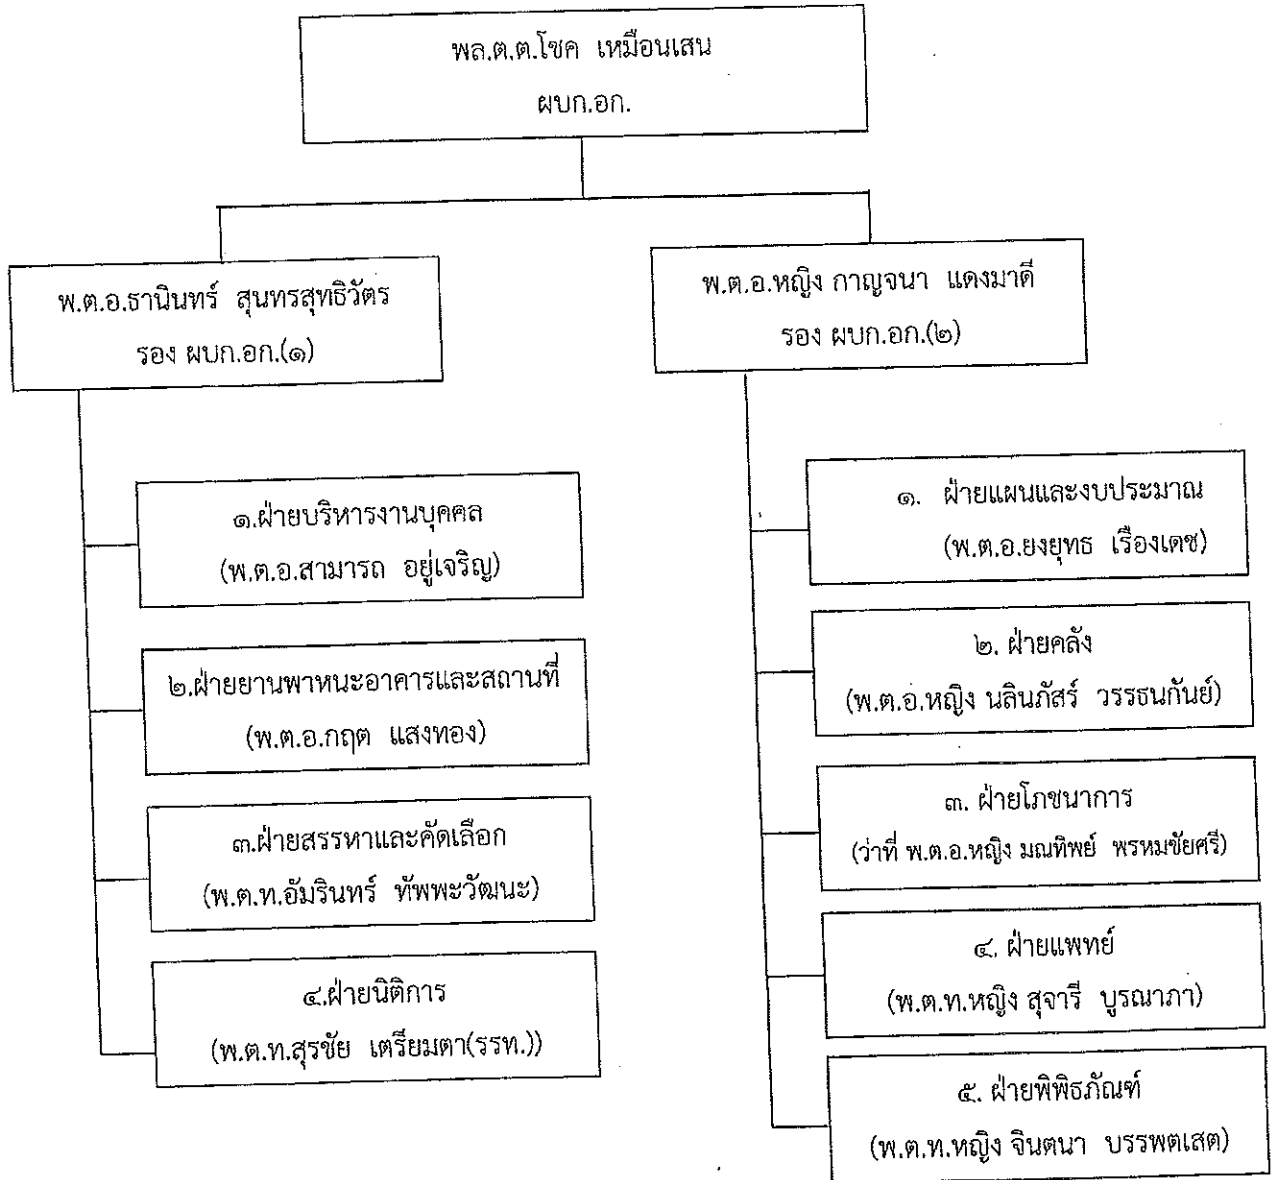 พล.ต.ต.โชค เหมือนเสน
ผบก.อก.
พ.ต.อ.ธานินทร์ สุนทรสุทธิวัตร
รอง ผบก.อก.(๑)
๑.ฝ่ายบริหารงานบุคคล
(พ.ต.อ.สามารถ อยู่เจริญ)
๒.ฝ่ายยานพาหนะอาคารและสถานที่
(พ.ต.อ.กฤต แสงทอง)
๓.ฝ่ายสรรหาและคัดเลือก
(พ.ต.ท.อัมรินทร์ ทัพพะวัฒนะ)
๔.ฝ่ายนิติการ
(พ.ต.ท.สุรชัย เตรียมตา(รรท.))
พ.ต.อ.หญิง กาญจนา แดงมาดี
รอง ผบก.อก.(๒)
๑. ฝ่ายแผนและงบประมาณ
(พ.ต.อ.ยงยุทธ เรืองเดช)
๒. ฝ่ายคลัง
(พ.ต.อ.หญิง นลินภัสร์ วรรธนกันย์)
๓. ฝ่ายโภชนาการ
(ว่าที่ พ.ต.อ.หญิง มณทิพย์ พรหมชัยศรี)
๔. ฝ่ายแพทย์
(พ.ต.ท.หญิง สุจารี บูรณาภา)
๕. ฝ่ายพิพิธภัณฑ์
(พ.ต.ท.หญิง จินตนา บรรพตเสต)